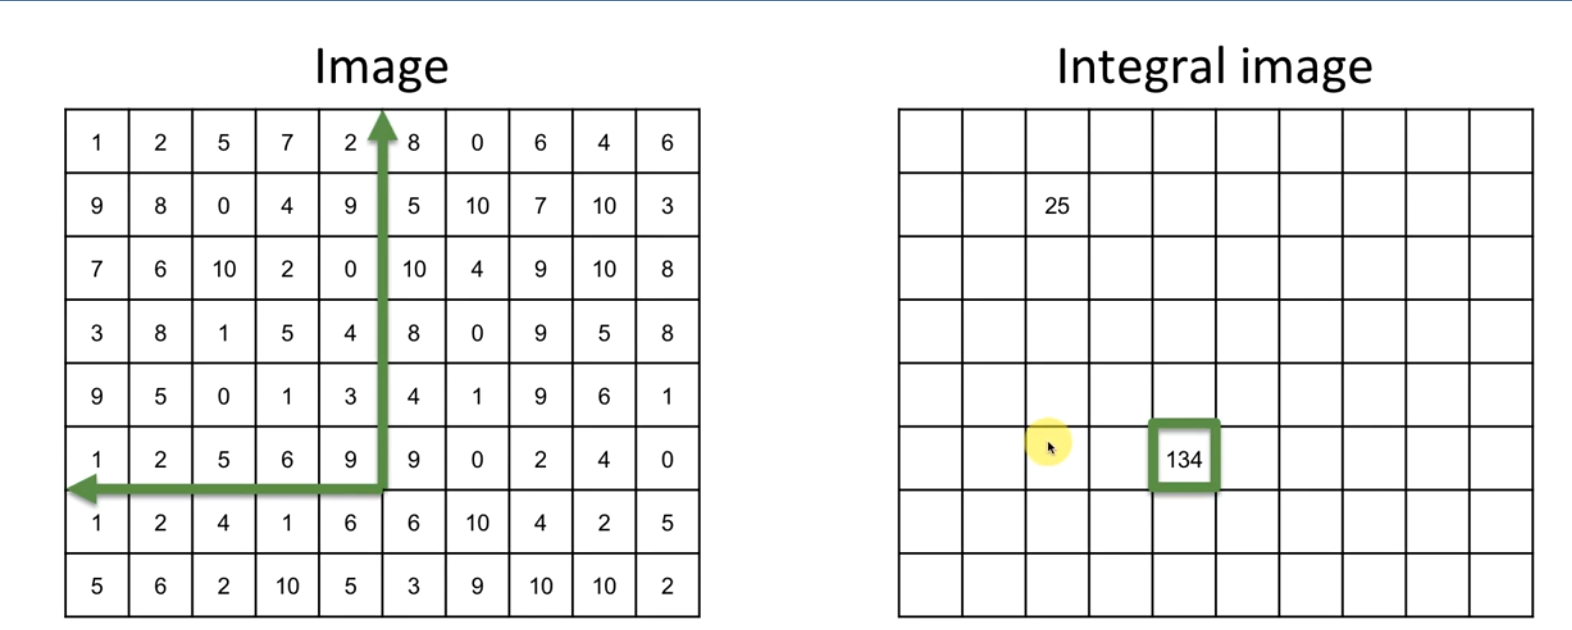 Image Integral image
1 2 5 7 2 8 0 6 4 6
9 8 0 4 9 5 10 7 10 3 25
7 6 10 2 0 10 4 9 10 8
3 8 1 5 4 8 0 9 5 8
9 5 0 1 3 4 1 9 6 1
1 2 5 6 9 9 0 2 4 0 134
1 2 4 1 6 6 10 4 2 5
5 6 2 10 5 3 9 10 10 2